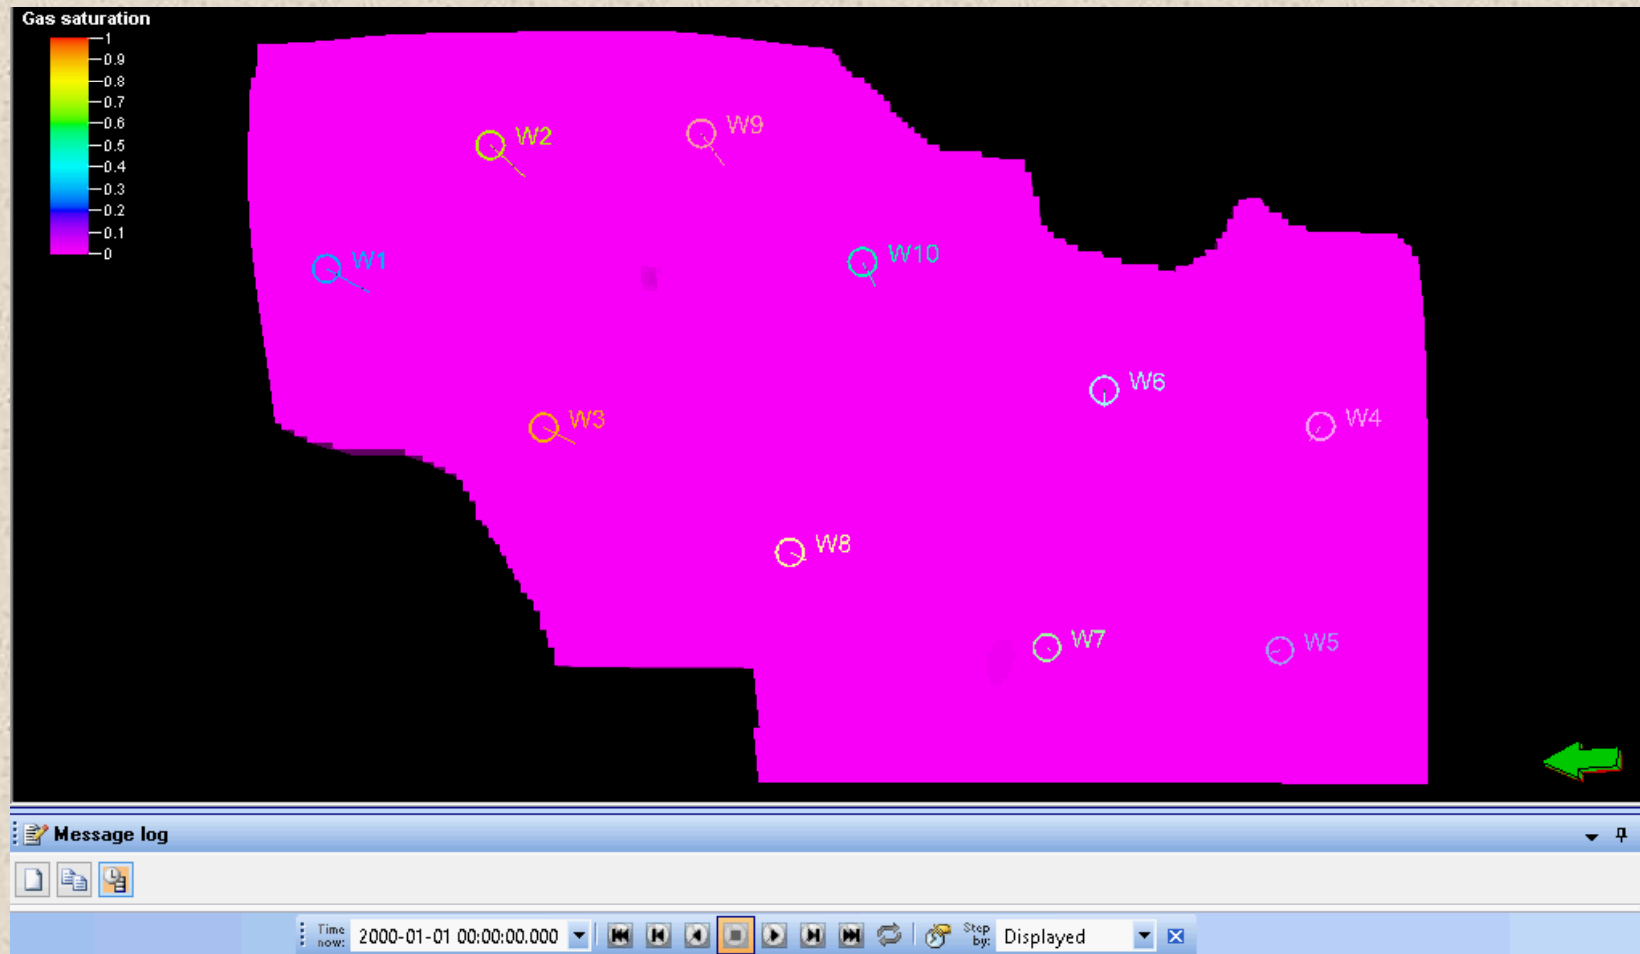 Gas saturation
1
0.9
0.8
0.7
0.6
0.5
0.4
0.3
0.2
0.1
0
W2
W9
W1
W10
W6
W3
W4
W8
W7
W5
Message log
Time now: 2000-01-01 00:00:00.000 Step by: Displayed